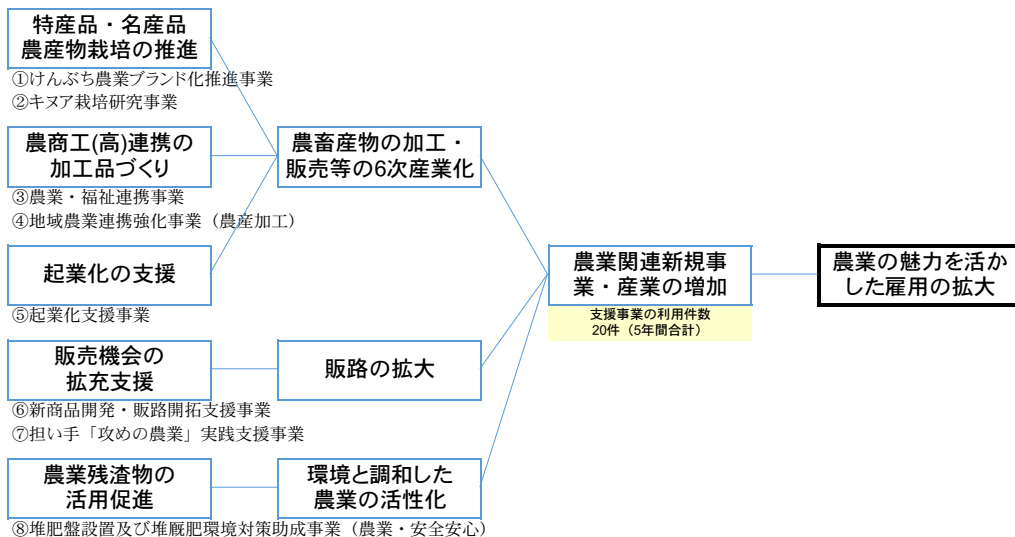 特産品・名産品
農産物栽培の推進
①けんぶち農業ブランド化推進事業
②キヌア栽培研究事業
農商工(高)連携の
加工品づくり
③農業・福祉連携事業
④地域農業連携強化事業（農産加工）
農畜産物の加工・
販売等の6次産業化
起業化の支援
⑤起業化支援事業
農業関連新規事
業・産業の増加
支援事業の利用件数
20件（5年間合計）
農業の魅力を活か
した雇用の拡大
販売機会の
拡充支援
⑥新商品開発・販路開拓支援事業
⑦担い手「攻めの農業」実践支援事業
販路の拡大
農業残渣物の
活用促進
⑧堆肥盤設置及び堆厩肥環境対策助成事業（農業・安全安心）
環境と調和した
農業の活性化